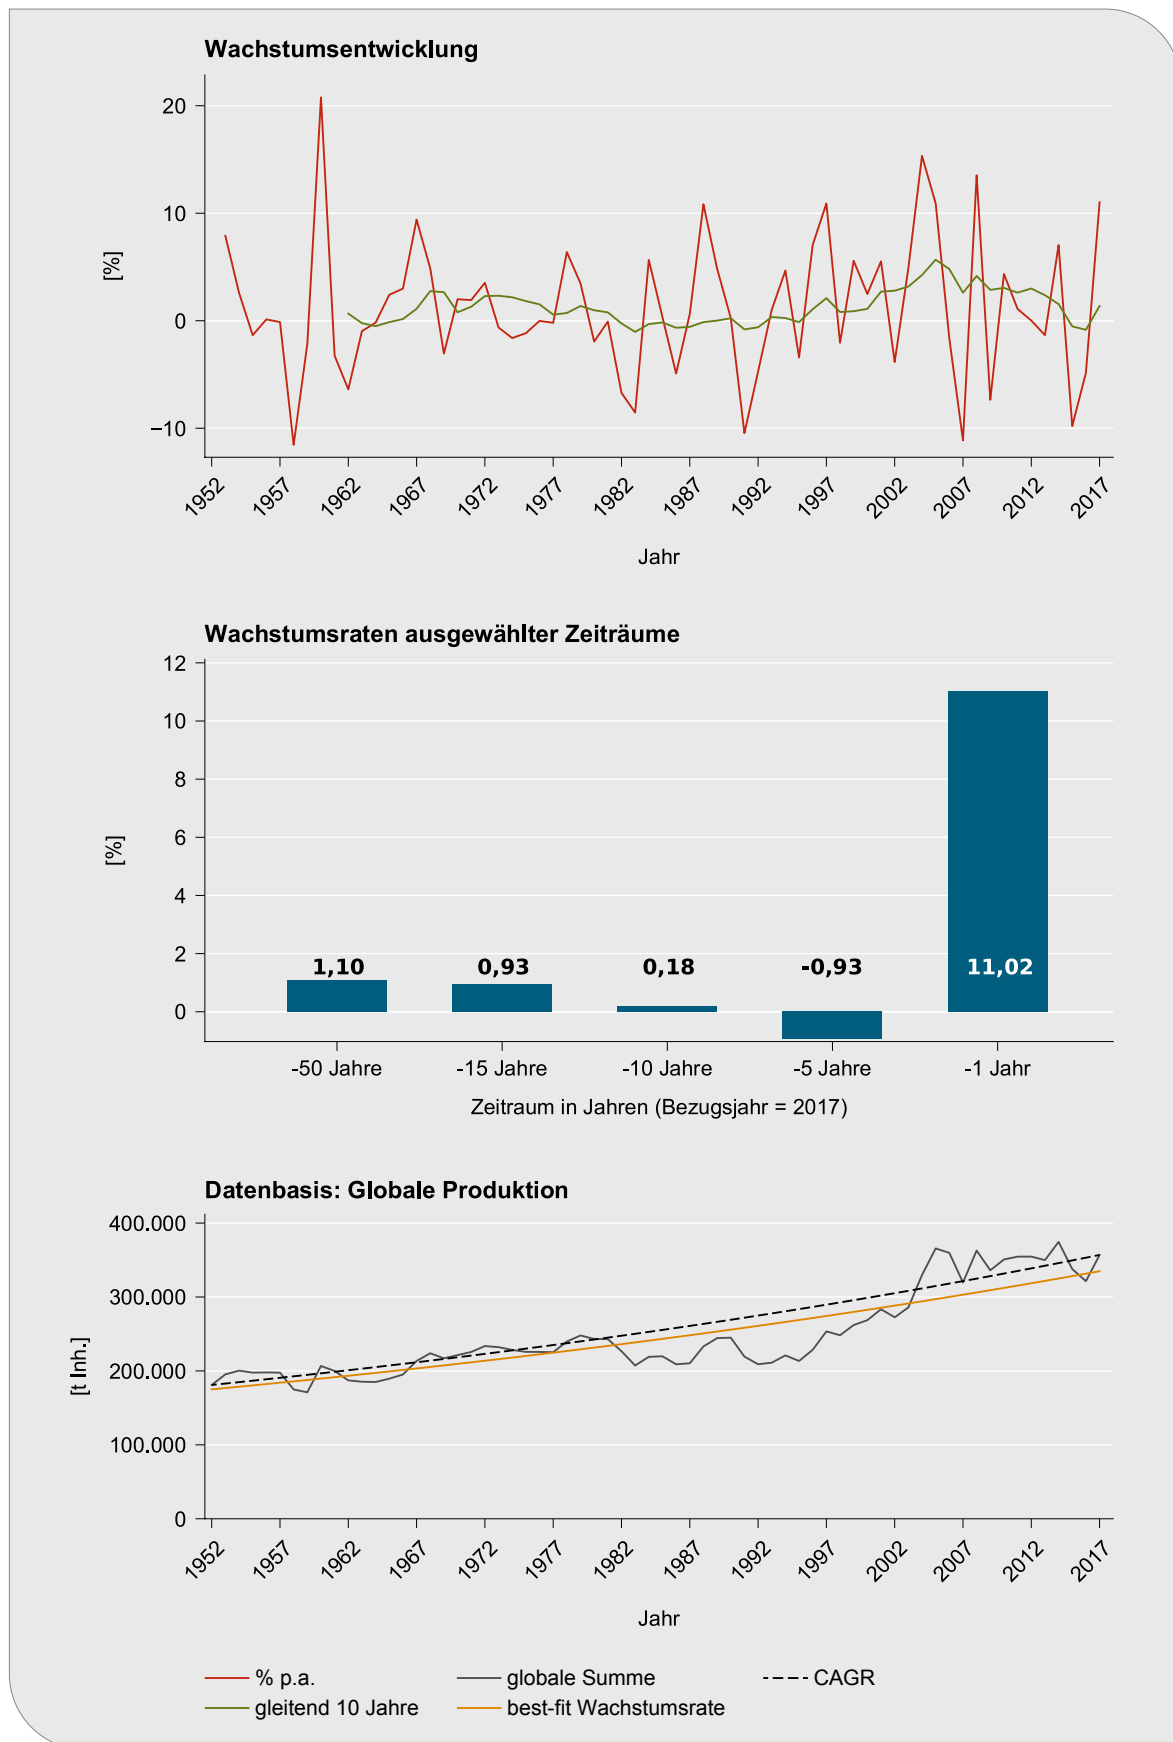 Wachstumsentwicklung
20
10
0
−10
[%]
1952 1957 1962 1967 1972 1977 1982 1987 1992 1997 2002 2007 2012 2017
Jahr
Wachstumsraten ausgewählter Zeiträume
12
10
8
6
4
2
0
[%]
1,10 0,93 0,18 -0,93 11,02
-50 Jahre -15 Jahre -10 Jahre -5 Jahre -1 Jahr
Zeitraum in Jahren (Bezugsjahr = 2017)
Datenbasis: Globale Produktion
400.000
300.000
200.000
100.000
0
[t Inh.]
1952 1957 1962 1967 1972 1977 1982 1987 1992 1997 2002 2007 2012 2017
Jahr
% p.a. globale Summe CAGR
gleitend 10 Jahre best-fit Wachstumsrate